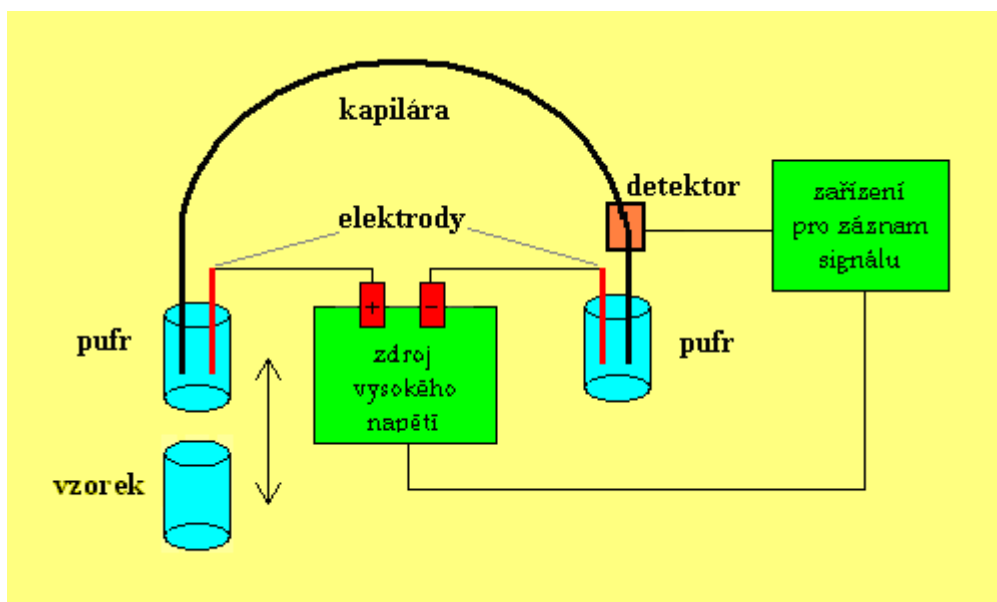 kapilára
detektor
elektrody
zařízení
pro záznam
signálu
+
−
pufr
zdroj
vysokého
napětí
pufr
vzorek